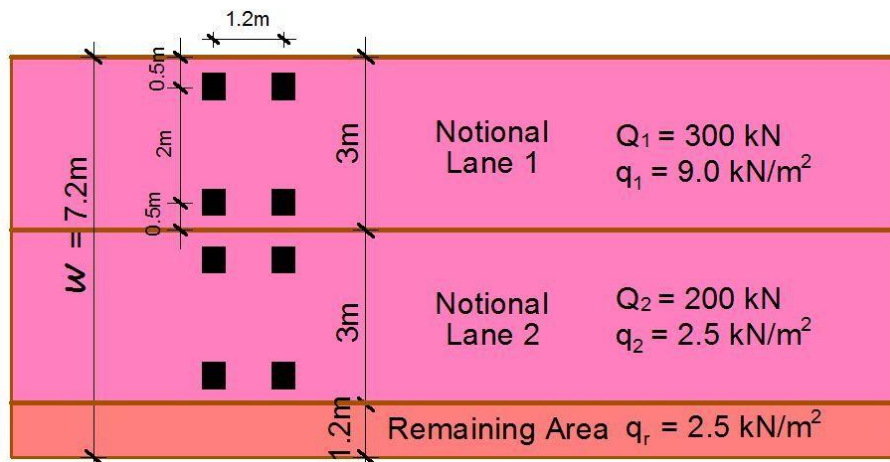 1.2m
0.5m
2m
0.5m
w = 7.2m
3m
Notional
Lane 1
Q₁ = 300 kN
q₁ = 9.0 kN/m²
3m
Notional
Lane 2
Q₂ = 200 kN
q₂ = 2.5 kN/m²
1.2m
Remaining Area qᵣ = 2.5 kN/m²